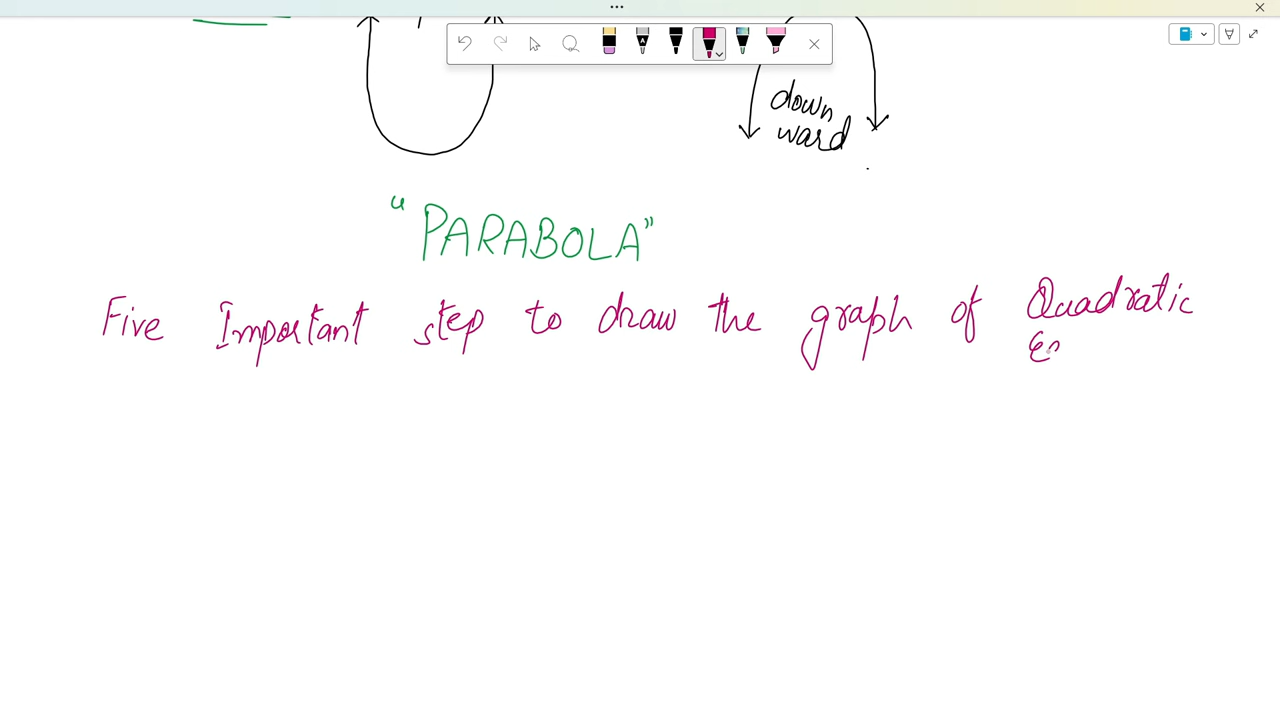 down
ward
"PARABOLA"
Five Important step to draw the graph of Quadratic